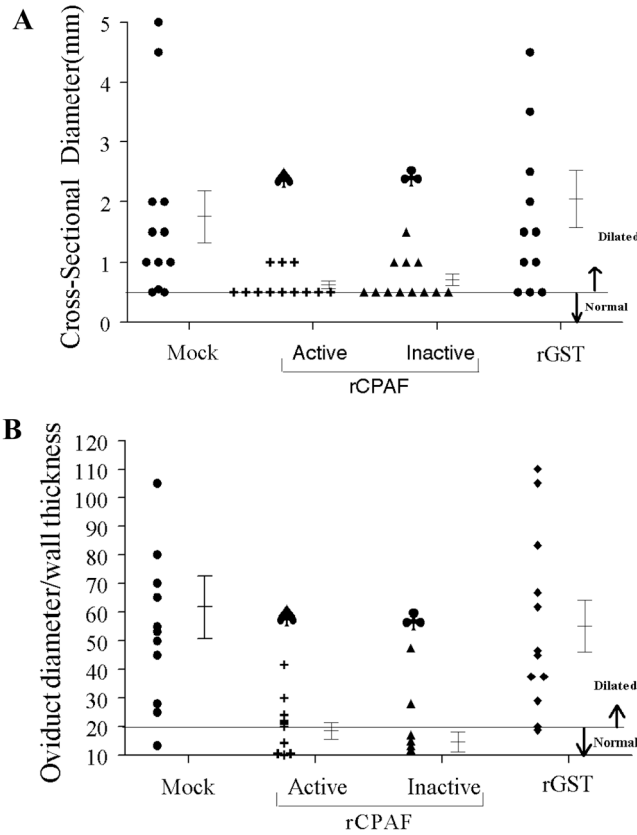 A
Cross-Sectional Diameter(mm)
5
4
3
2
1
0
Dilated
Normal
Mock
Active
Inactive
rGST
rCPAF
B
Oviduct diameter/wall thickness
120
110
100
90
80
70
60
50
40
30
20
10
Dilated
Normal
Mock
Active
Inactive
rGST
rCPAF